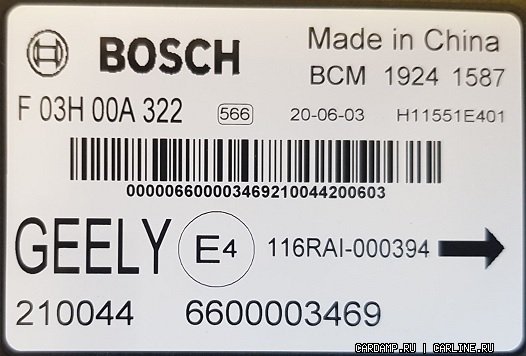 BOSCH
Made in China
BCM 1924 1587
F 03H 00A 322 566 20-06-03 H11551E401
000006600003469210044200603
GEELY E4 116RAI-000394
210044 6600003469
CARDAMP.RU | CARLINE.RU